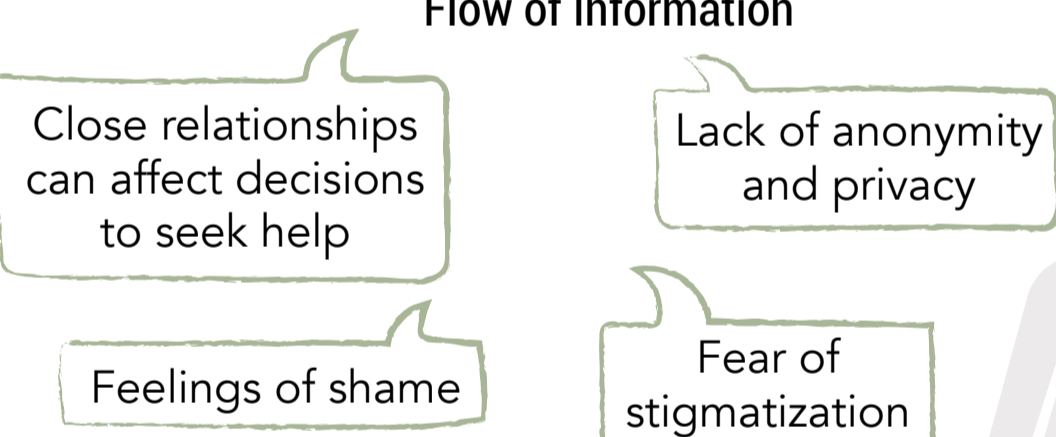 Flow of Information
Close relationships
can affect decisions
to seek help
Lack of anonymity
and privacy
Feelings of shame
Fear of
stigmatization